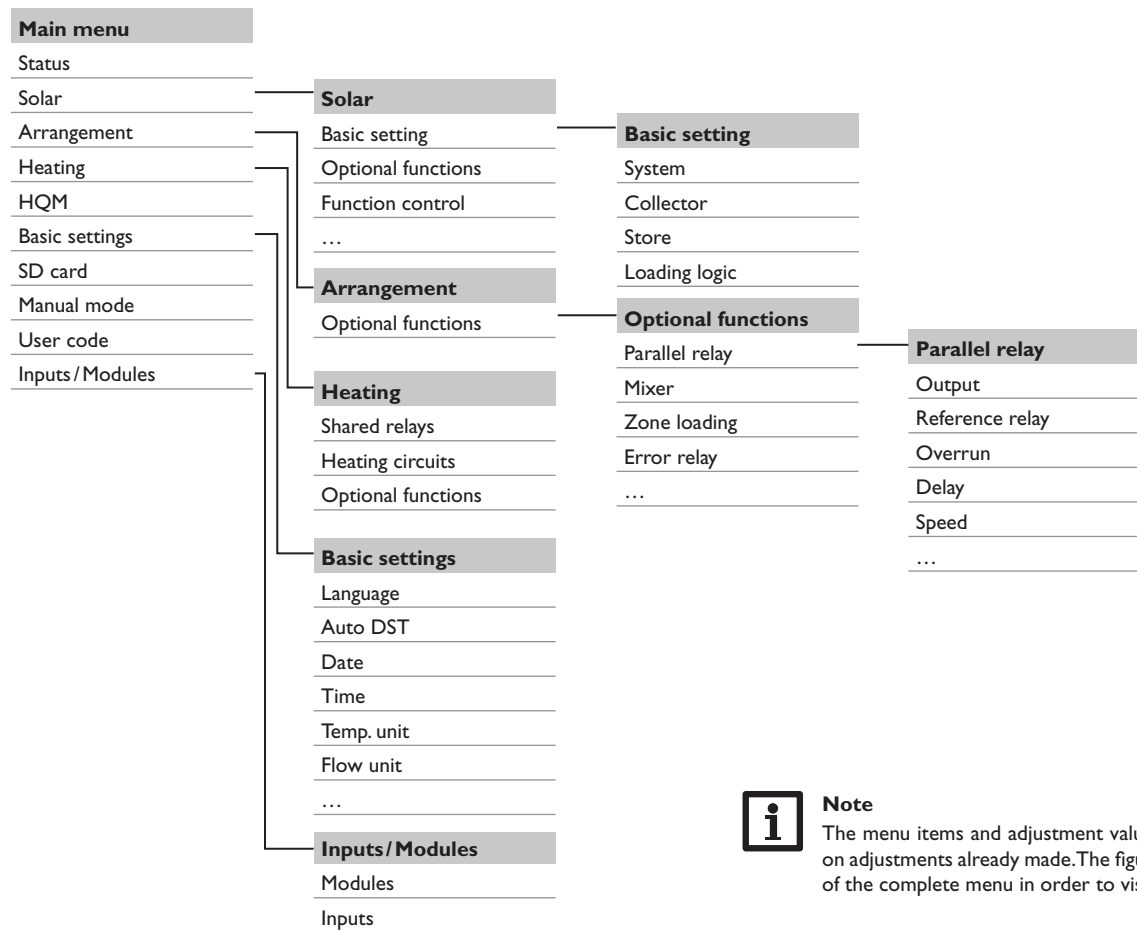 Main menu
Status
Solar
Arrangement
Heating
HQM
Basic settings
SD card
Manual mode
User code
Inputs / Modules
Solar
Basic setting
Optional functions
Function control
…
Arrangement
Optional functions
Heating
Shared relays
Heating circuits
Optional functions
Basic settings
Language
Auto DST
Date
Time
Temp. unit
Flow unit
…
Inputs / Modules
Modules
Inputs
Basic setting
System
Collector
Store
Loading logic
Optional functions
Parallel relay
Mixer
Zone loading
Error relay
…
Parallel relay
Output
Reference relay
Overrun
Delay
Speed
…
i
Note
The menu items and adjustment
on adjustments already made.The
of the complete menu in order to